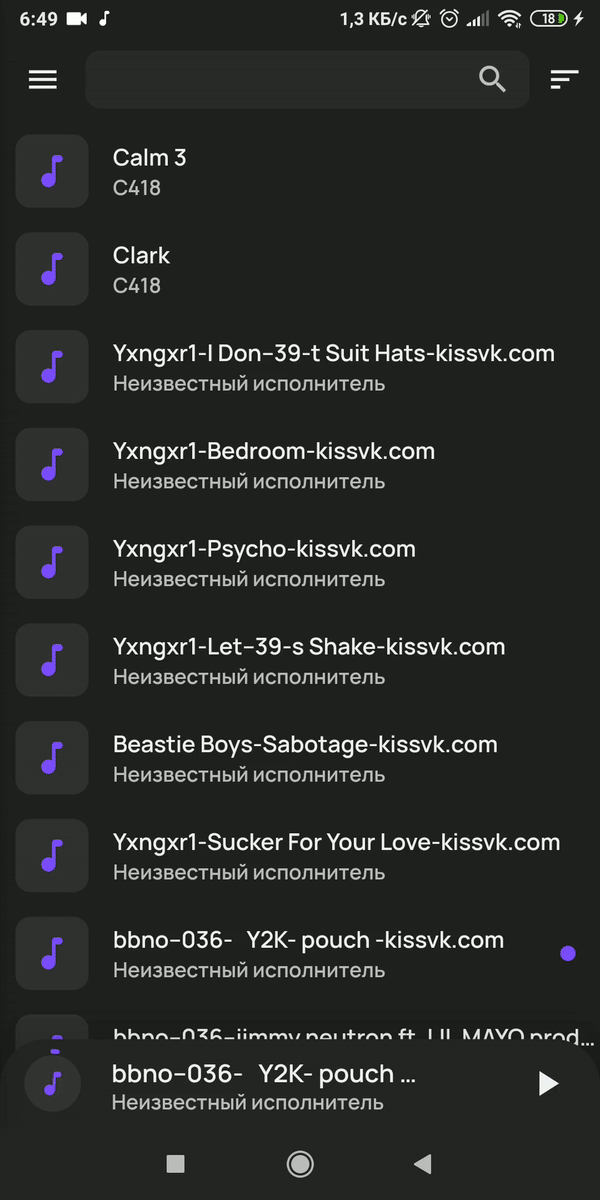 6:49 1,3 КБ/с 18
Calm 3
C418
Clark
C418
Yxngxr1-I Don-39-t Suit Hats-kissvk.com
Неизвестный исполнитель
Yxngxr1-Bedroom-kissvk.com
Неизвестный исполнитель
Yxngxr1-Psycho-kissvk.com
Неизвестный исполнитель
Yxngxr1-Let-39-s Shake-kissvk.com
Неизвестный исполнитель
Beastie Boys-Sabotage-kissvk.com
Неизвестный исполнитель
Yxngxr1-Sucker For Your Love-kissvk.com
Неизвестный исполнитель
bbno-036- Y2K- pouch -kissvk.com
Неизвестный исполнитель
bbno-036-jimmy neutron ft. LIL MAYO prod...
bbno-036- Y2K- pouch ...
Неизвестный исполнитель